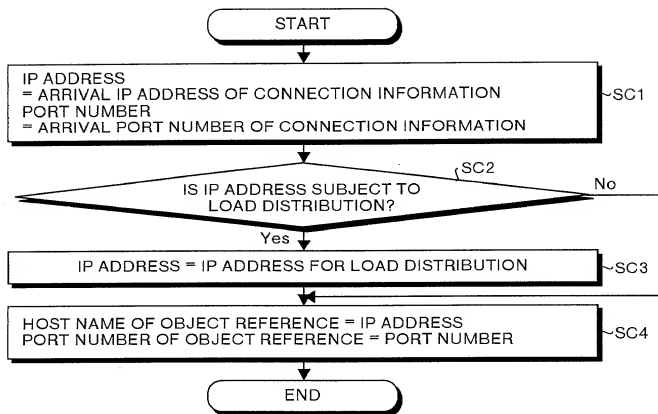 START
IP ADDRESS
= ARRIVAL IP ADDRESS OF CONNECTION INFORMATION
PORT NUMBER
= ARRIVAL PORT NUMBER OF CONNECTION INFORMATION
SC1
SC2
IS IP ADDRESS SUBJECT TO
LOAD DISTRIBUTION?
No
Yes
IP ADDRESS = IP ADDRESS FOR LOAD DISTRIBUTION
SC3
HOST NAME OF OBJECT REFERENCE = IP ADDRESS
PORT NUMBER OF OBJECT REFERENCE = PORT NUMBER
SC4
END